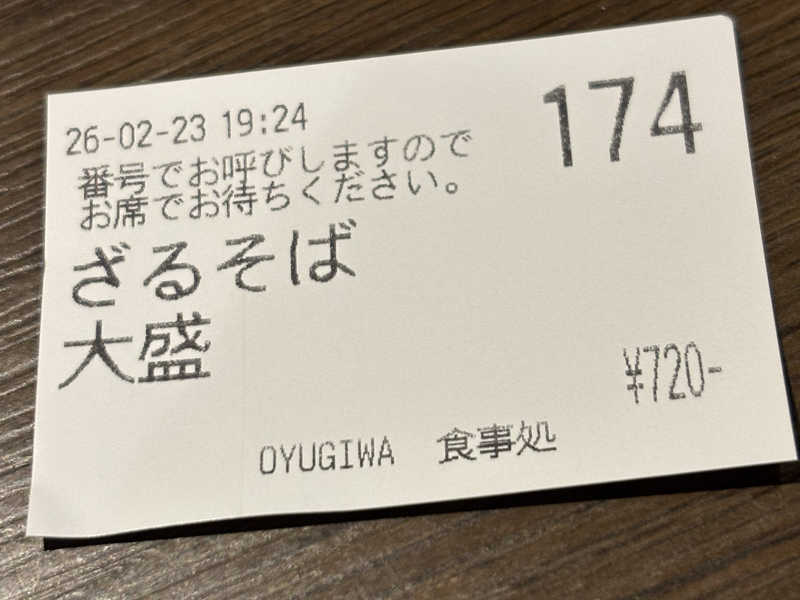 26-02-23 19:24
174
番号でお呼びしますので
お席でお待ちください。
ざるそば
大盛
¥720-
OYUGIWA 食事処